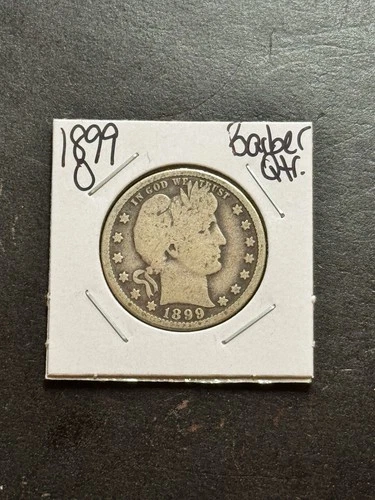 1899
O
Barber
Qtr.
IN GOD WE TRUST
1899